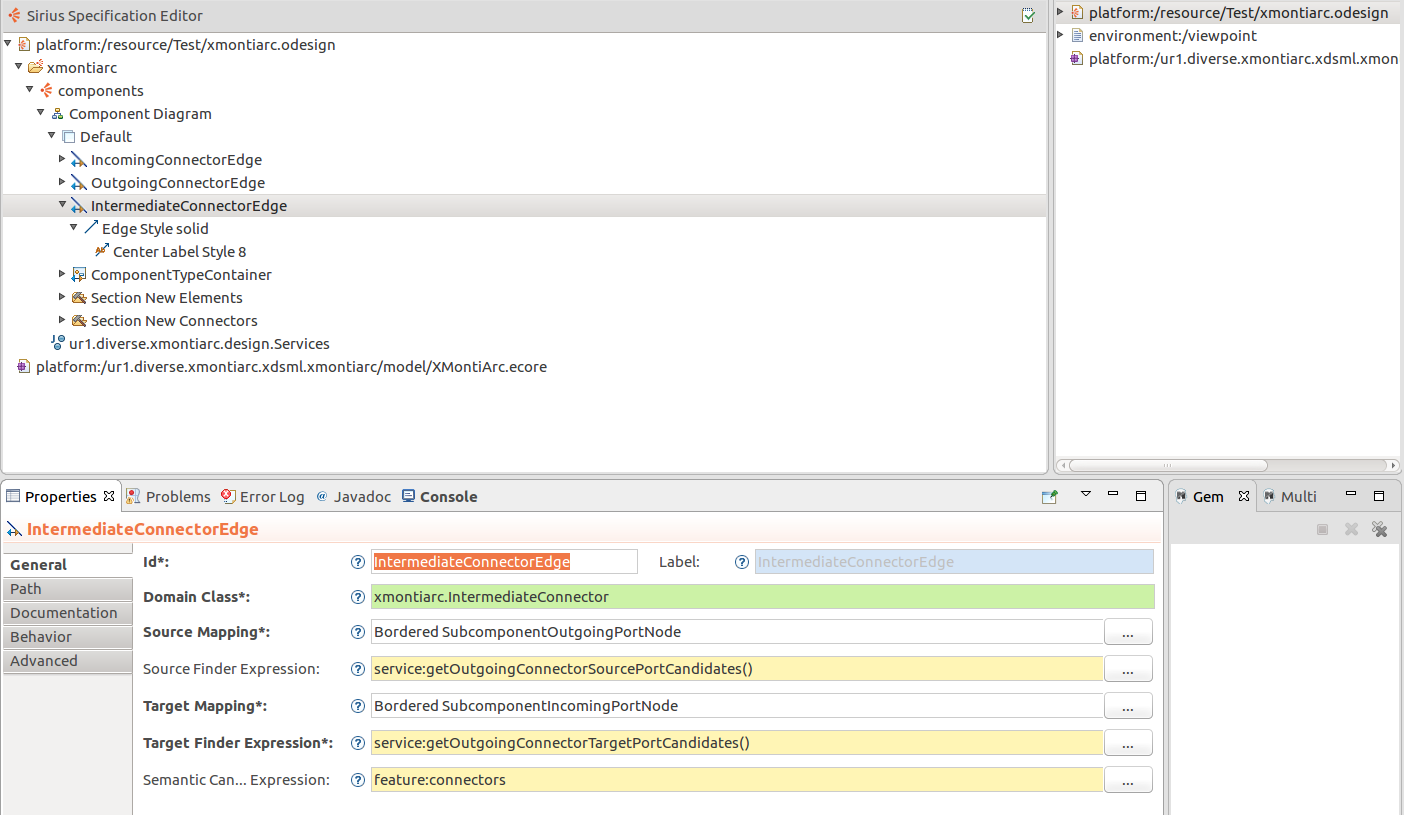 Sirius Specification Editor
platform:/resource/Test/xmontiarc.odesign
xmontiarc
components
Component Diagram
Default
IncomingConnectorEdge
OutgoingConnectorEdge
IntermediateConnectorEdge
Edge Style solid
Center Label Style 8
ComponentTypeContainer
Section New Elements
Section New Connectors
ur1.diverse.xmontiarc.design.Services
platform:/ur1.diverse.xmontiarc.xdsml.xmontiarc/model/XMontiArc.ecore
platform:/resource/Test/xmontiarc.odesign
environment:/viewpoint
platform:/ur1.diverse.xmontiarc.xdsml.xmon
Properties Problems Error Log Javadoc Console
IntermediateConnectorEdge
General
Path
Documentation
Behavior
Advanced
Id*: IntermediateConnectorEdge Label: IntermediateConnectorEdge
Domain Class*: xmontiarc.IntermediateConnector
Source Mapping*: Bordered SubcomponentOutgoingPortNode ...
Source Finder Expression: service:getOutgoingConnectorSourcePortCandidates() ...
Target Mapping*: Bordered SubcomponentIncomingPortNode ...
Target Finder Expression*: service:getOutgoingConnectorTargetPortCandidates() ...
Semantic Can... Expression: feature:connectors ...
Gem Multi